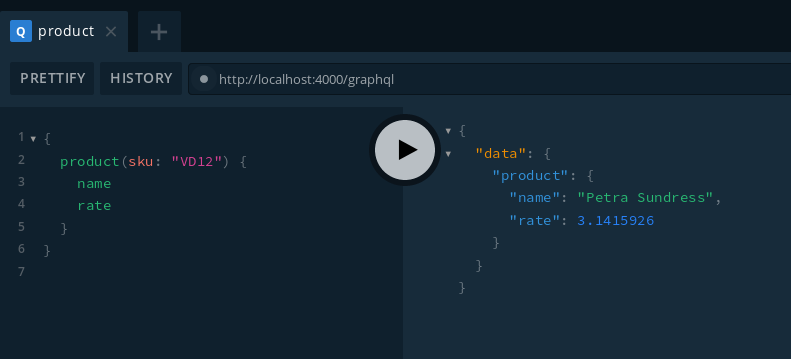 Q product ✕ +
PRETTIFY HISTORY http://localhost:4000/graphql
1 {
2 product(sku: "VD12") {
3 name
4 rate
5 }
6 }
7
{
"data": {
"product": {
"name": "Petra Sundress",
"rate": 3.1415926
}
}
}